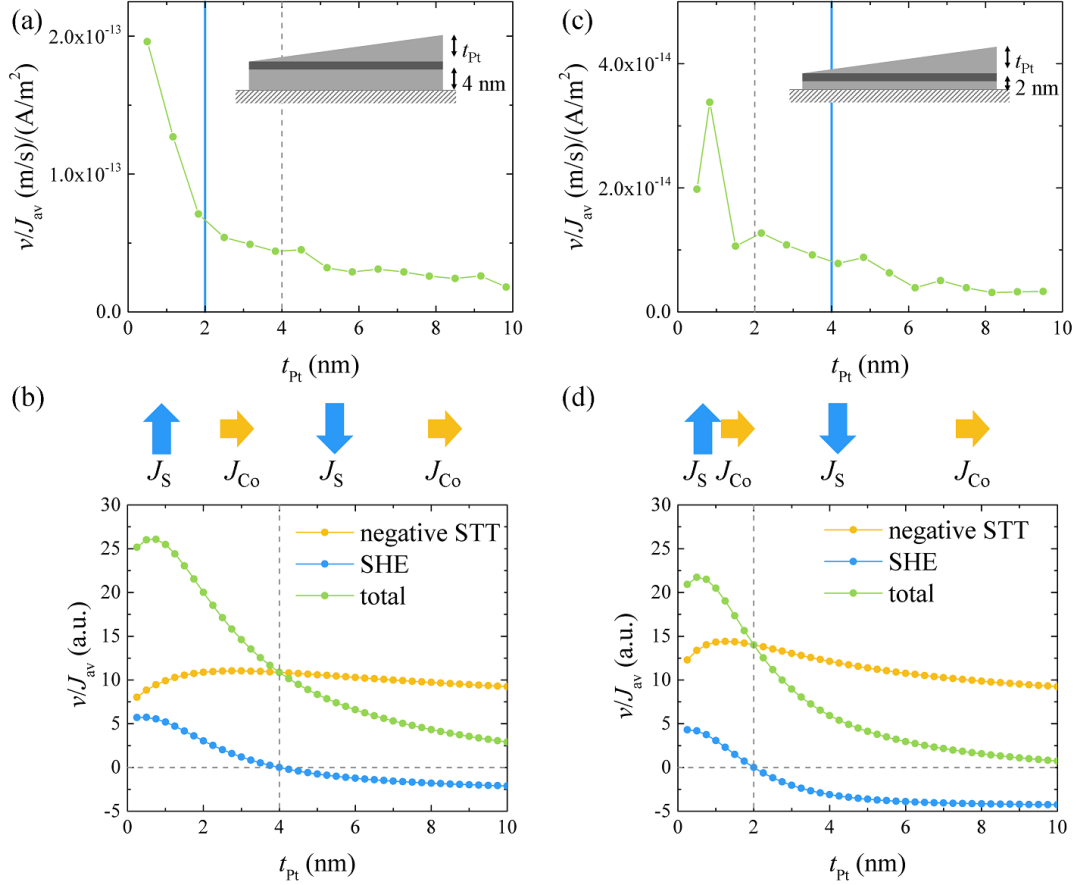 (a)
2.0x10⁻¹³
1.0x10⁻¹³
0.0
v/J_av (m/s)/(A/m²)
t_Pt
4 nm
0 2 4 6 8 10
t_Pt (nm)
(c)
4.0x10⁻¹⁴
2.0x10⁻¹⁴
0.0
v/J_av (m/s)/(A/m²)
t_Pt
2 nm
0 2 4 6 8 10
t_Pt (nm)
(b)
J_S J_Co J_S J_Co
30
25
20
15
10
5
0
-5
v/J_av (a.u.)
negative STT
SHE
total
0 2 4 6 8 10
t_Pt (nm)
(d)
J_S J_Co J_S J_Co
30
25
20
15
10
5
0
-5
v/J_av (a.u.)
negative STT
SHE
total
0 2 4 6 8 10
t_Pt (nm)